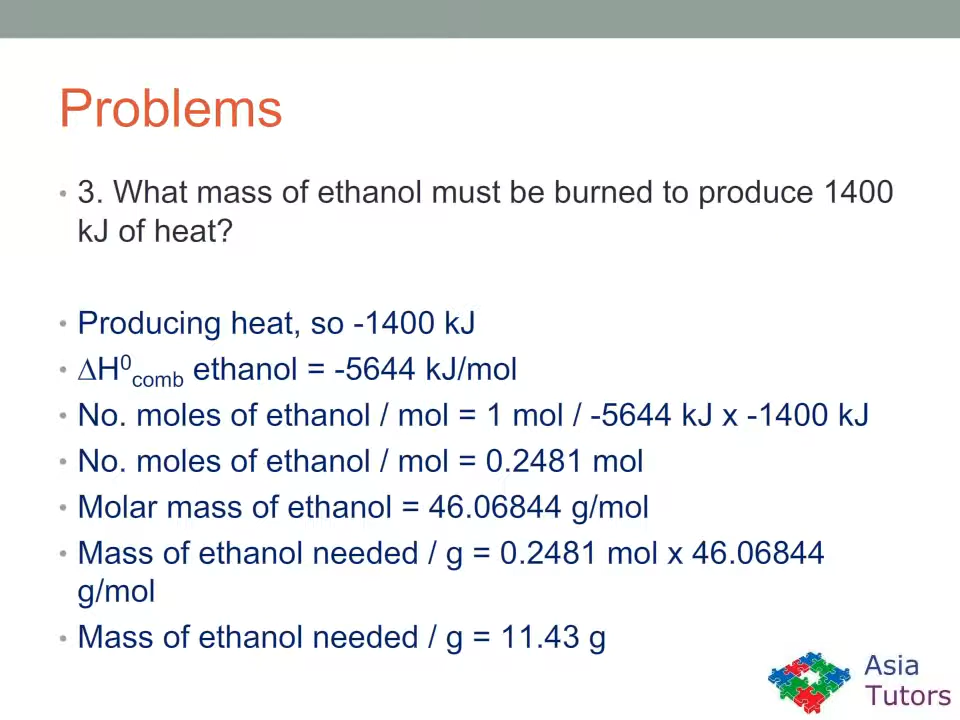 Problems
• 3. What mass of ethanol must be burned to produce 1400
kJ of heat?
• Producing heat, so -1400 kJ
• ∆H⁰comb ethanol = -5644 kJ/mol
• No. moles of ethanol / mol = 1 mol / -5644 kJ x -1400 kJ
• No. moles of ethanol / mol = 0.2481 mol
• Molar mass of ethanol = 46.06844 g/mol
• Mass of ethanol needed / g = 0.2481 mol x 46.06844
g/mol
• Mass of ethanol needed / g = 11.43 g
Asia
Tutors